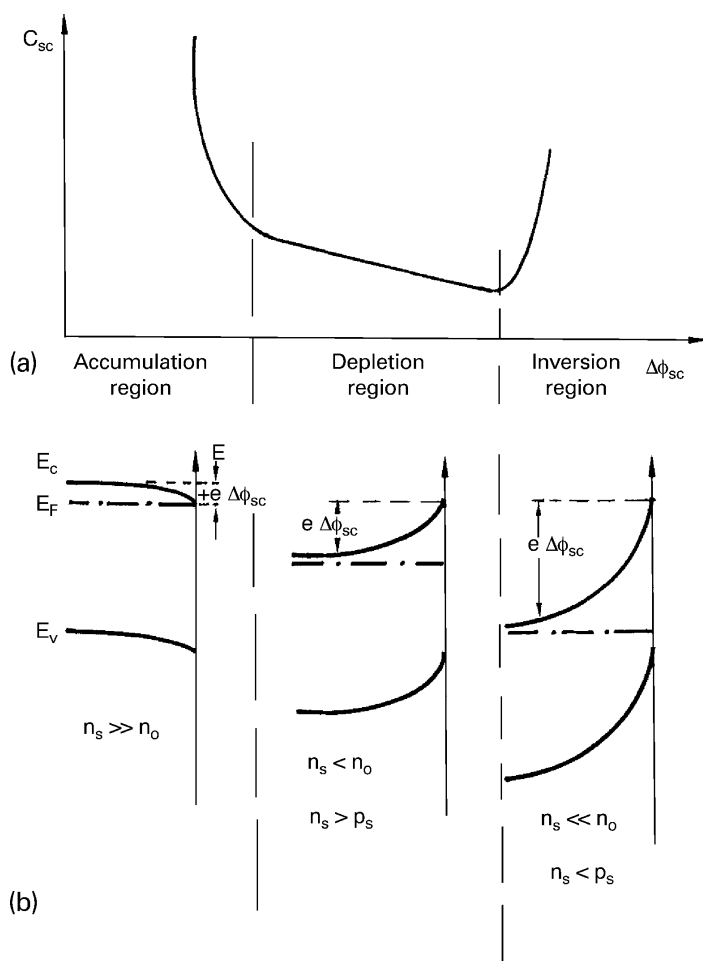 C_sc
(a)
Accumulation region
Depletion region
Inversion region
Δϕ_sc
E_c
E_F
E_v
E
+e Δϕ_sc
e Δϕ_sc
e Δϕ_sc
n_s >> n_o
n_s < n_o
n_s > p_s
n_s << n_o
n_s < p_s
(b)